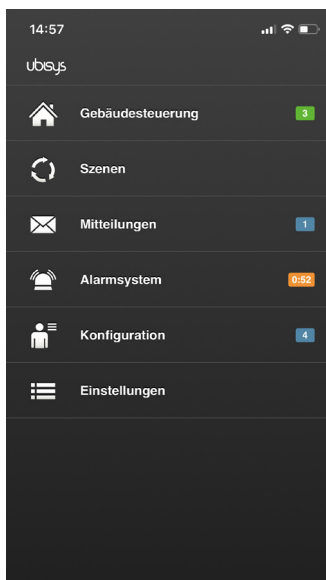 14:57
ubisys
Gebäudesteuerung 3
Szenen
Mitteilungen 1
Alarmsystem 0:52
Konfiguration 4
Einstellungen